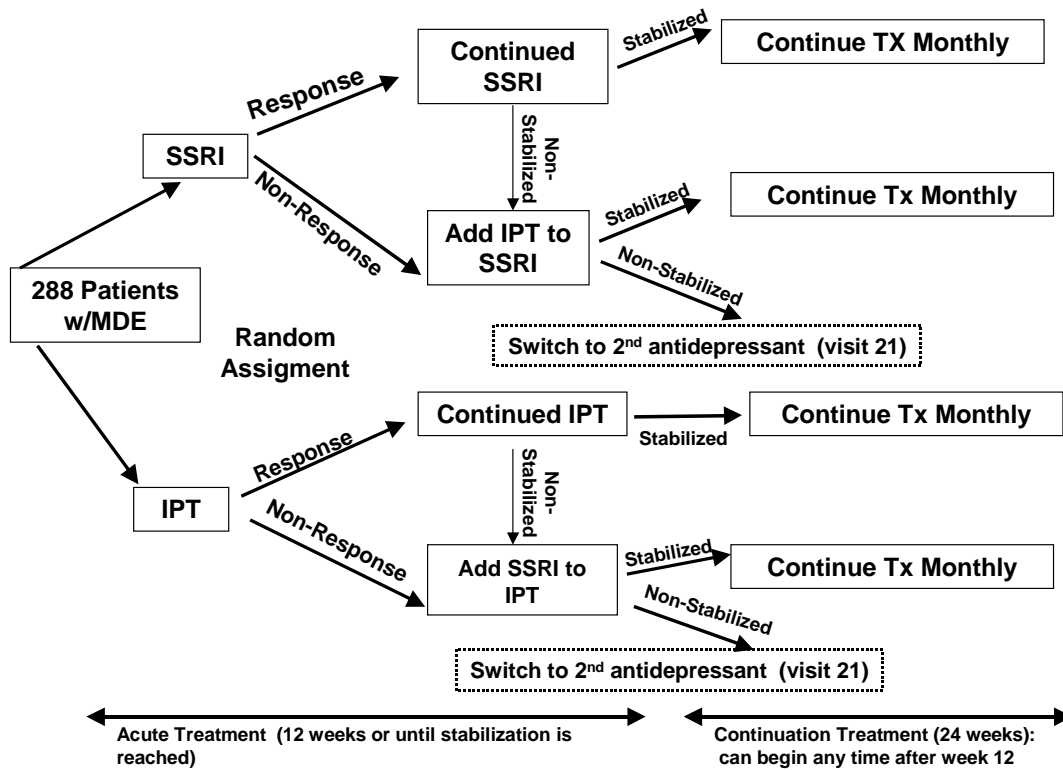 Continued
SSRI
Stabilized
Continue TX Monthly
Response
Non-
Stabilized
SSRI
Non-Response
Add IPT to
SSRI
Stabilized
Continue Tx Monthly
Non-Stabilized
288 Patients
w/MDE
Random
Assigment
Switch to 2nd antidepressant (visit 21)
Continued IPT
Stabilized
Continue Tx Monthly
Response
Non-
Stabilized
IPT
Non-Response
Add SSRI to
IPT
Stabilized
Continue Tx Monthly
Non-Stabilized
Switch to 2nd antidepressant (visit 21)
Acute Treatment (12 weeks or until stabilization is
reached)
Continuation Treatment (24 weeks):
can begin any time after week 12